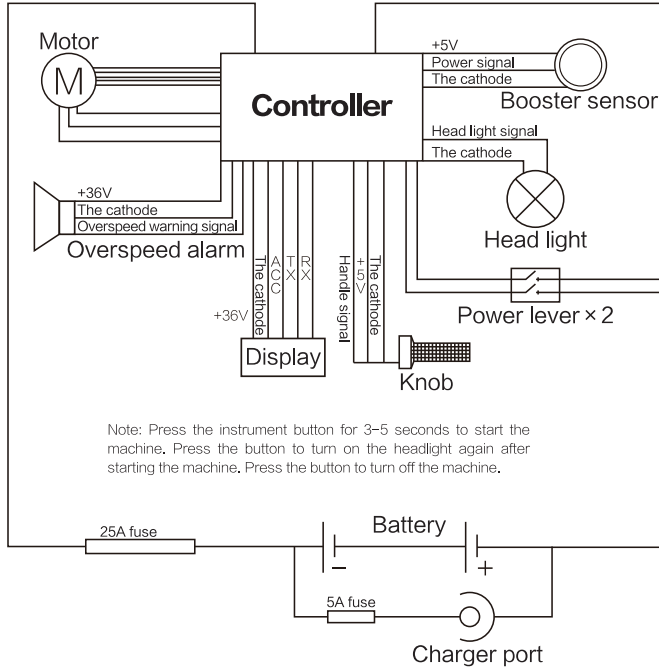 Motor
M
Controller
+5V
Power signal
The cathode
Booster sensor
Head light signal
The cathode
Head light
+36V
The cathode
Overspeed warning signal
Overspeed alarm
+36V
The cathode
ACC
TX
RX
Display
Handle signal
+5V
The cathode
Knob
Power lever × 2
Note: Press the instrument button for 3-5 seconds to start the
machine. Press the button to turn on the headlight again after
starting the machine. Press the button to turn off the machine.
25A fuse
Battery
-
+
5A fuse
Charger port